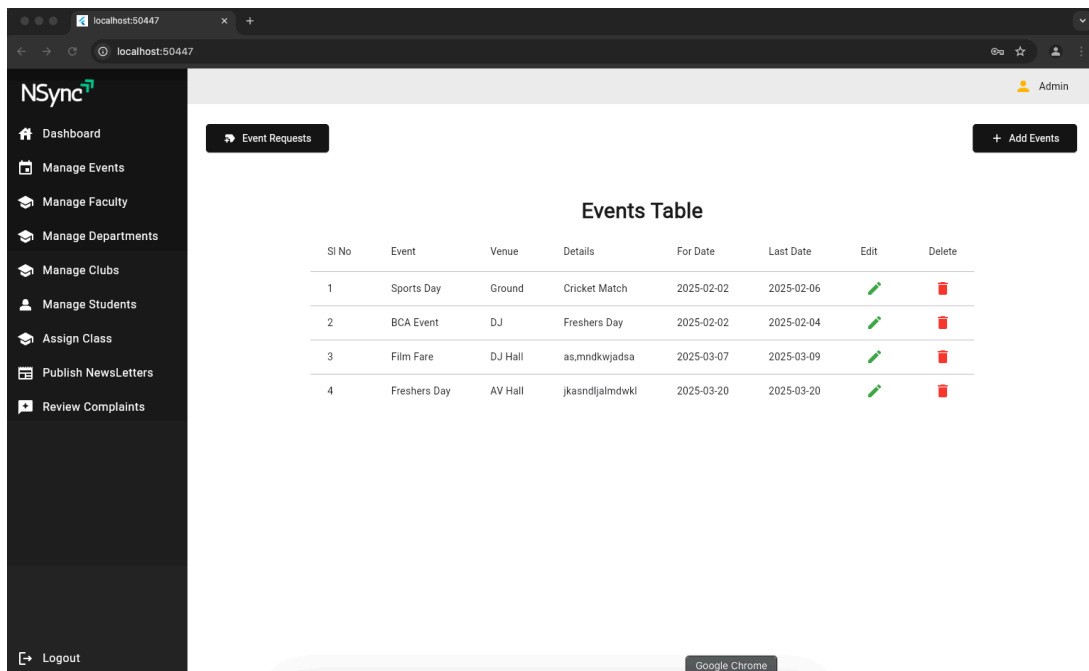 localhost:50447
localhost:50447
NSync
Admin
Dashboard
Manage Events
Manage Faculty
Manage Departments
Manage Clubs
Manage Students
Assign Class
Publish NewsLetters
Review Complaints
Logout
Event Requests
+ Add Events
Events Table
Sl No Event Venue Details For Date Last Date Edit Delete
1 Sports Day Ground Cricket Match 2025-02-02 2025-02-06
2 BCA Event DJ Freshers Day 2025-02-02 2025-02-04
3 Film Fare DJ Hall as,mndkwjadsa 2025-03-07 2025-03-09
4 Freshers Day AV Hall jkasndljalmdwkl 2025-03-20 2025-03-20
Google Chrome